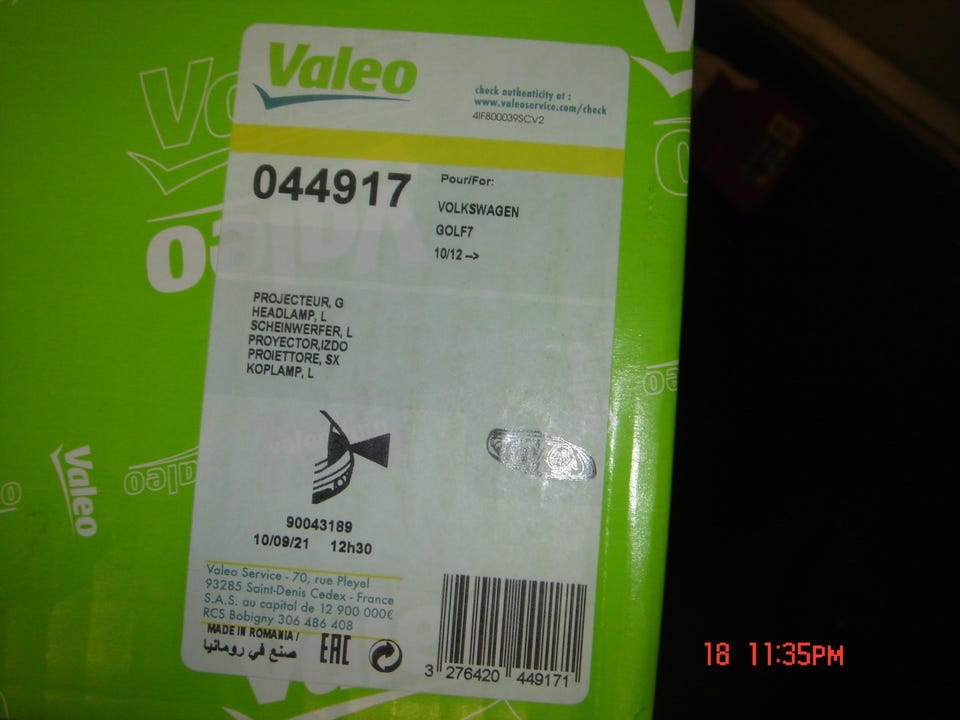 Valeo
check authenticity at :
www.valeoservice.com/check
4IF800039SCV2
044917
Pour/For:
VOLKSWAGEN
GOLF7
10/12 -->
PROJECTEUR, G
HEADLAMP, L
SCHEINWERFER, L
PROYECTOR,IZDO
PROIETTORE, SX
KOPLAMP, L
90043189
10/09/21 12h30
Valeo Service - 70, rue Pleyel
93285 Saint-Denis Cedex - France
S.A.S. au capital de 12 900 000€
RCS Bobigny 306 486 408
MADE IN ROMANIA /
صنع في رومانيا
EAC
3 276420 449171
Valeo
Valeo
18 11:35PM